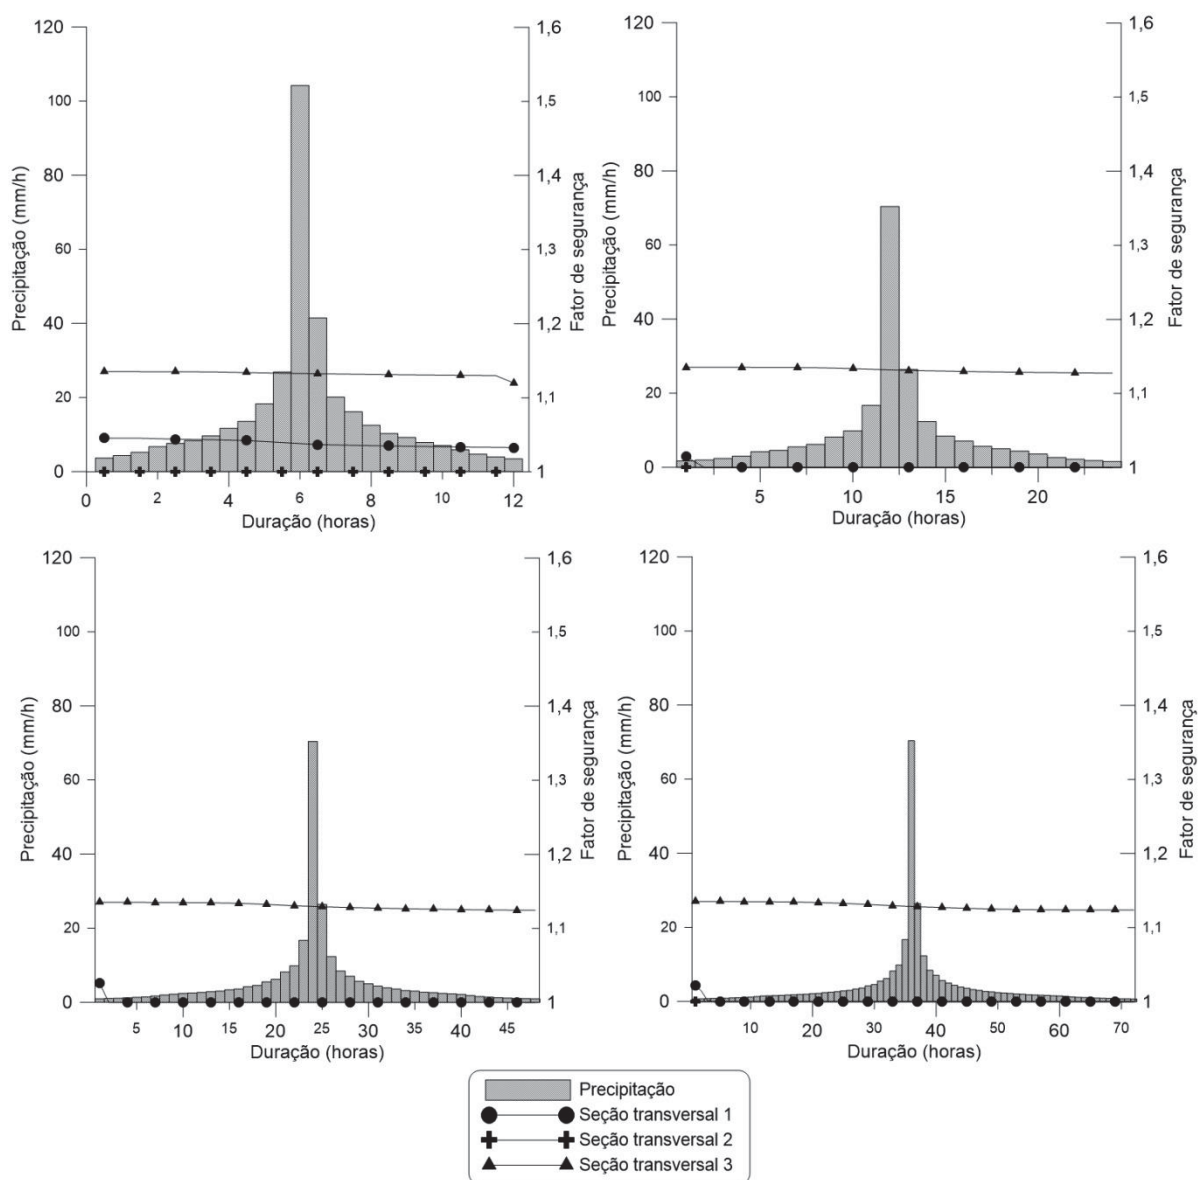 120
100
80
60
40
20
0
Precipitação (mm/h)
1,6
1,5
1,4
1,3
1,2
1,1
1
Fator de segurança
0 2 4 6 8 10 12
Duração (horas)
120
100
80
60
40
20
0
Precipitação (mm/h)
1,6
1,5
1,4
1,3
1,2
1,1
1
Fator de segurança
5 10 15 20
Duração (horas)
120
100
80
60
40
20
0
Precipitação (mm/h)
1,6
1,5
1,4
1,3
1,2
1,1
1
Fator de segurança
5 10 15 20 25 30 35 40 45
Duração (horas)
120
100
80
60
40
20
0
Precipitação (mm/h)
1,6
1,5
1,4
1,3
1,2
1,1
1
Fator de segurança
10 20 30 40 50 60 70
Duração (horas)
Precipitação
Seção transversal 1
Seção transversal 2
Seção transversal 3